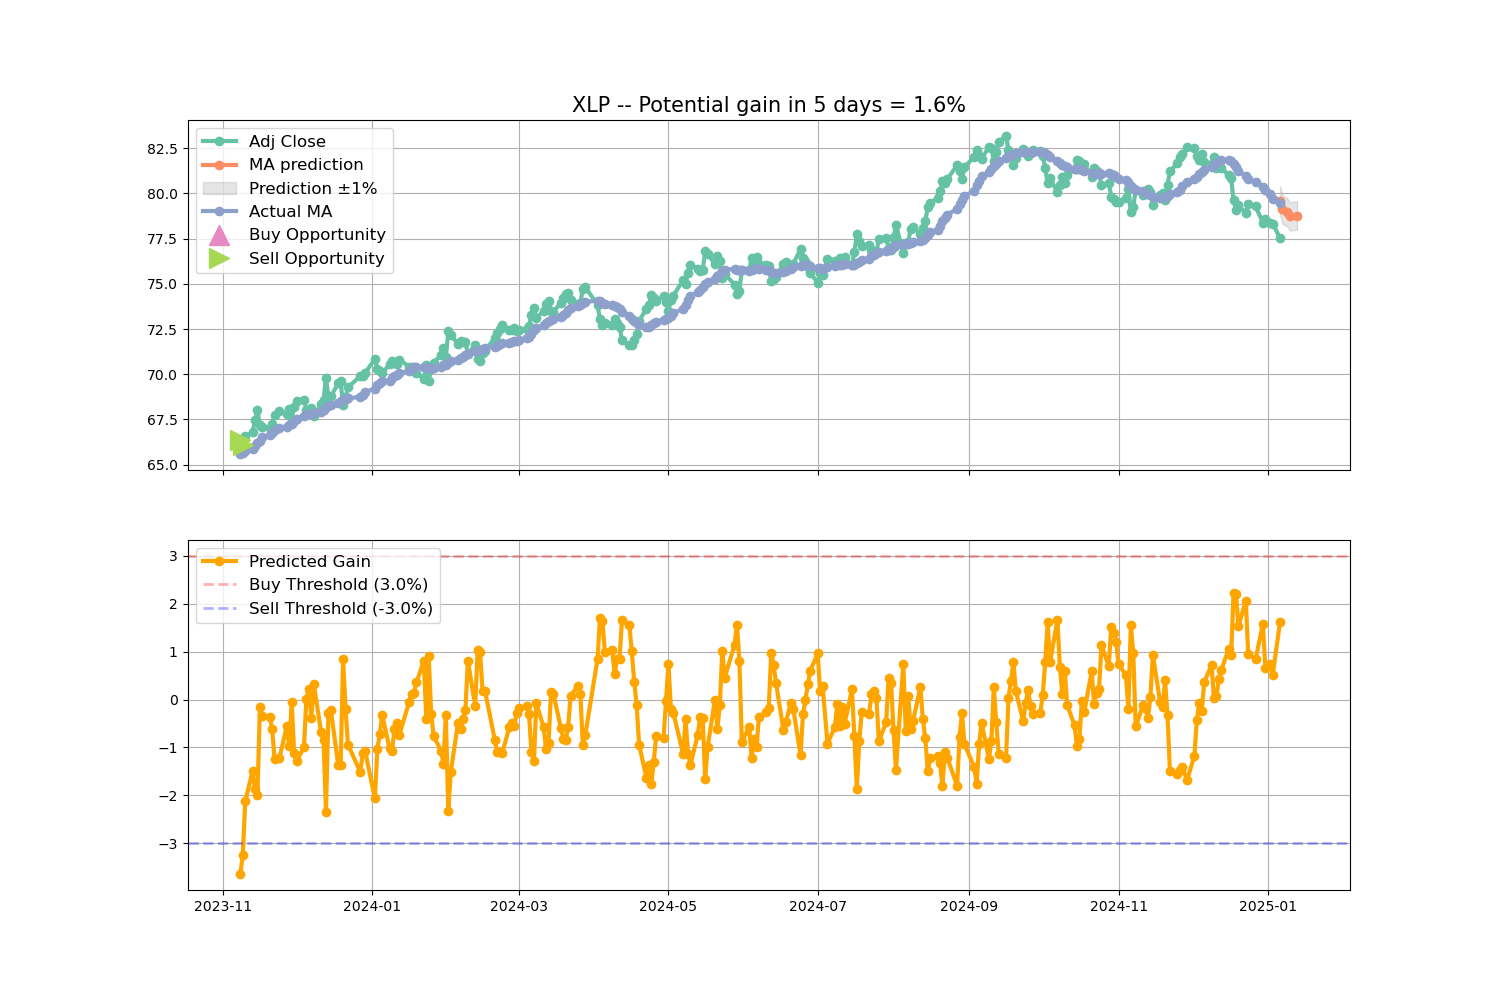 XLP -- Potential gain in 5 days = 1.6%
Adj Close
MA prediction
Prediction ±1%
Actual MA
Buy Opportunity
Sell Opportunity
82.5
80.0
77.5
75.0
72.5
70.0
67.5
65.0
Predicted Gain
Buy Threshold (3.0%)
Sell Threshold (-3.0%)
3
2
1
0
−1
−2
−3
2023-11 2024-01 2024-03 2024-05 2024-07 2024-09 2024-11 2025-01